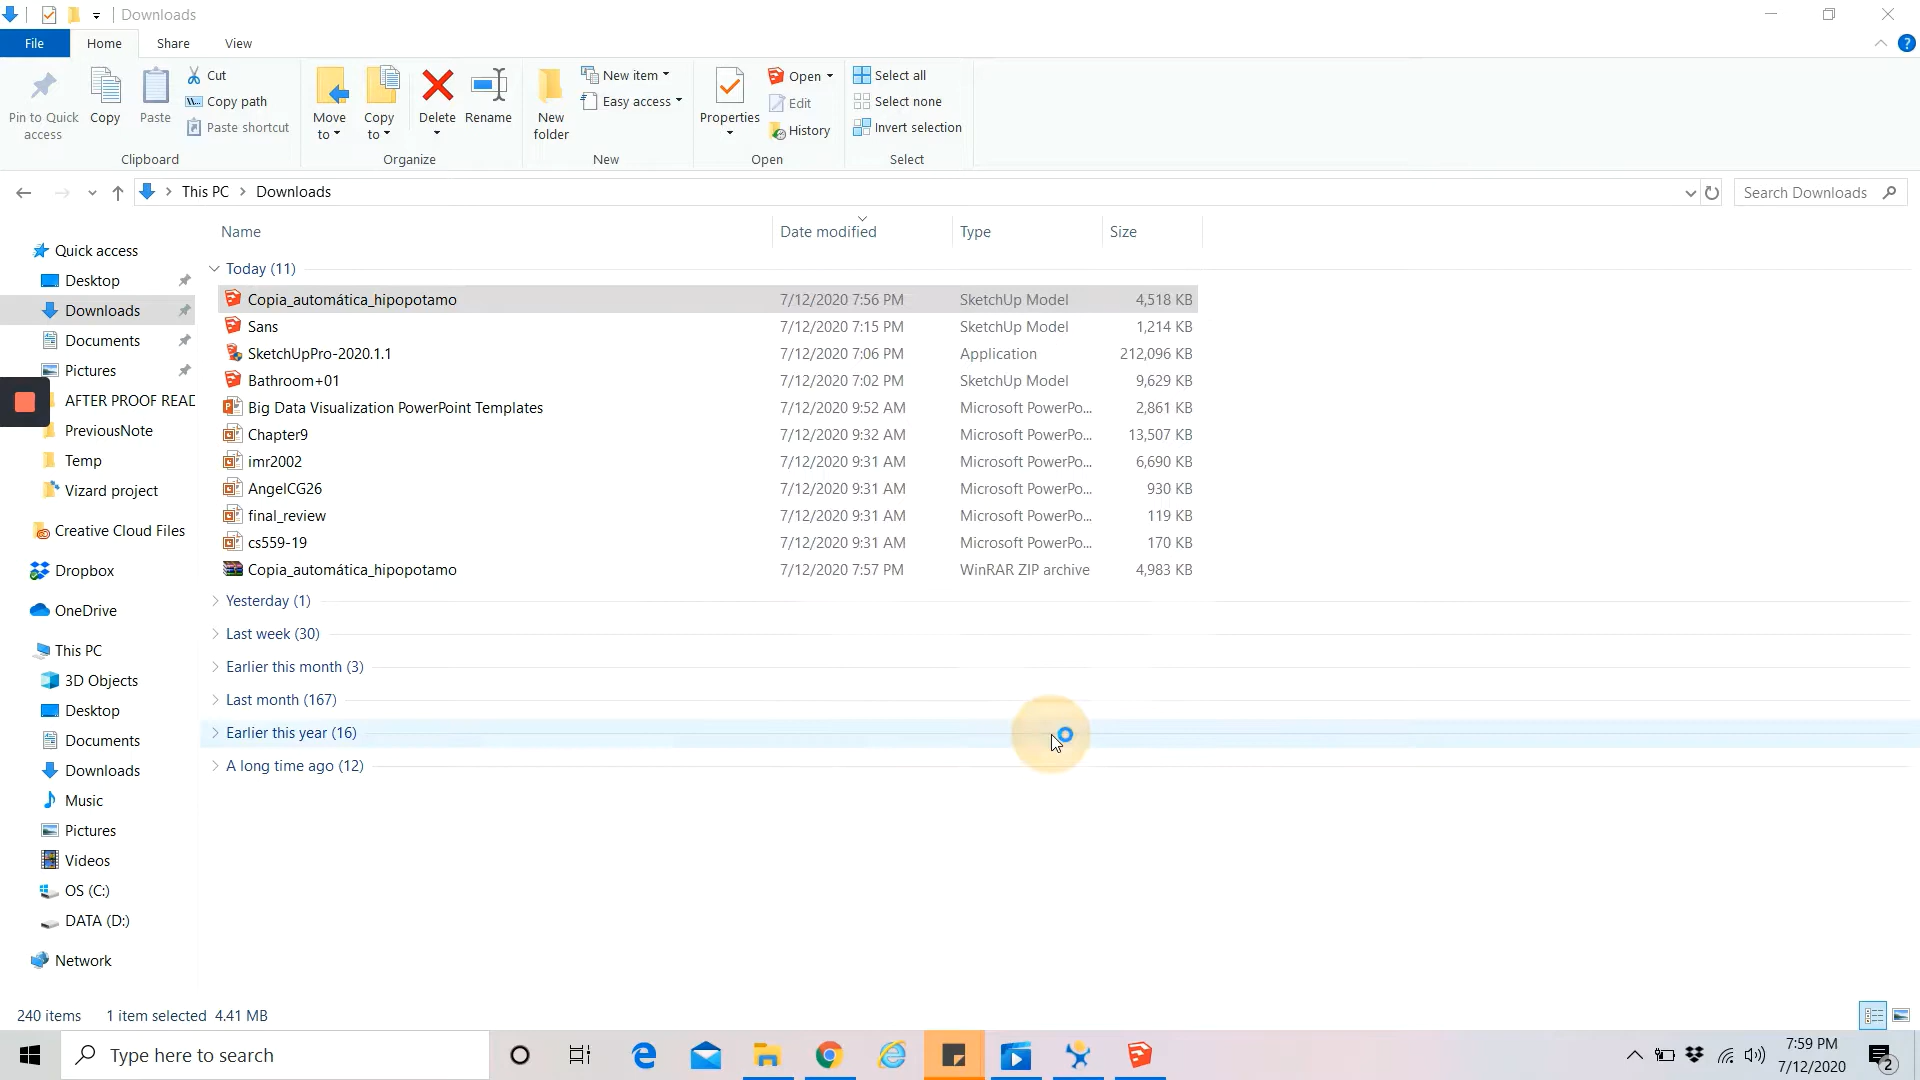 Downloads
File Home Share View
Pin to Quick access
Copy
Paste
Cut
Copy path
Paste shortcut
Clipboard
Move to
Copy to
Delete
Rename
Organize
New folder
New item
Easy access
New
Properties
Open
Edit
History
Open
Select all
Select none
Invert selection
Select
This PC Downloads
Search Downloads
Name Date modified Type Size
Quick access
Desktop
Downloads
Documents
Pictures
AFTER PROOF READ
PreviousNote
Temp
Vizard project
Creative Cloud Files
Dropbox
OneDrive
This PC
3D Objects
Desktop
Documents
Downloads
Music
Pictures
Videos
OS (C:)
DATA (D:)
Network
Today (11)
Copia_automática_hipopotamo 7/12/2020 7:56 PM SketchUp Model 4,518 KB
Sans 7/12/2020 7:15 PM SketchUp Model 1,214 KB
SketchUpPro-2020.1.1 7/12/2020 7:06 PM Application 212,096 KB
Bathroom+01 7/12/2020 7:02 PM SketchUp Model 9,629 KB
Big Data Visualization PowerPoint Templates 7/12/2020 9:52 AM Microsoft PowerPo... 2,861 KB
Chapter9 7/12/2020 9:32 AM Microsoft PowerPo... 13,507 KB
imr2002 7/12/2020 9:31 AM Microsoft PowerPo... 6,690 KB
AngelCG26 7/12/2020 9:31 AM Microsoft PowerPo... 930 KB
final_review 7/12/2020 9:31 AM Microsoft PowerPo... 119 KB
cs559-19 7/12/2020 9:31 AM Microsoft PowerPo... 170 KB
Copia_automática_hipopotamo 7/12/2020 7:57 PM WinRAR ZIP archive 4,983 KB
Yesterday (1)
Last week (30)
Earlier this month (3)
Last month (167)
Earlier this year (16)
A long time ago (12)
240 items 1 item selected 4.41 MB
Type here to search
7:59 PM
7/12/2020
2